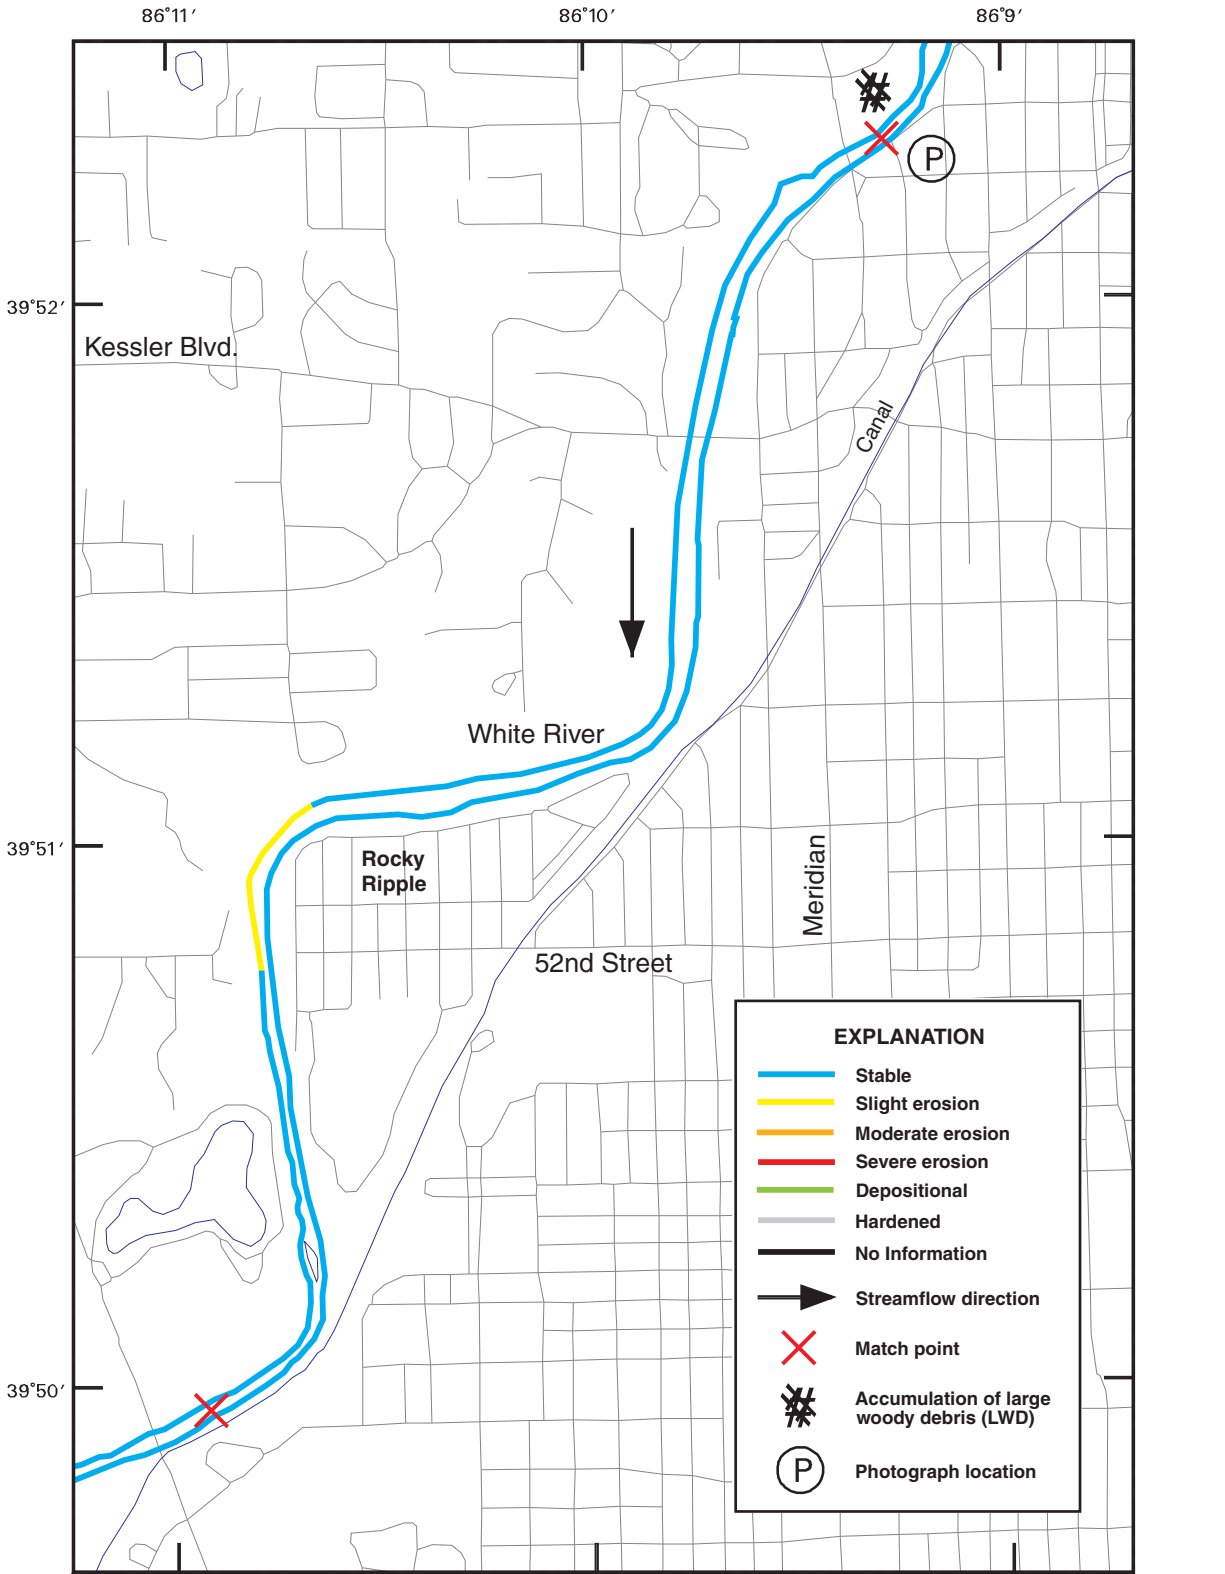 86°11′ 86°10′ 86°9′
P
39°52′
Kessler Blvd.
Canal
White River
39°51′
Rocky
Ripple
Meridian
52nd Street
EXPLANATION
Stable
Slight erosion
Moderate erosion
Severe erosion
Depositional
Hardened
No Information
Streamflow direction
Match point
39°50′
Accumulation of large
woody debris (LWD)
P Photograph location